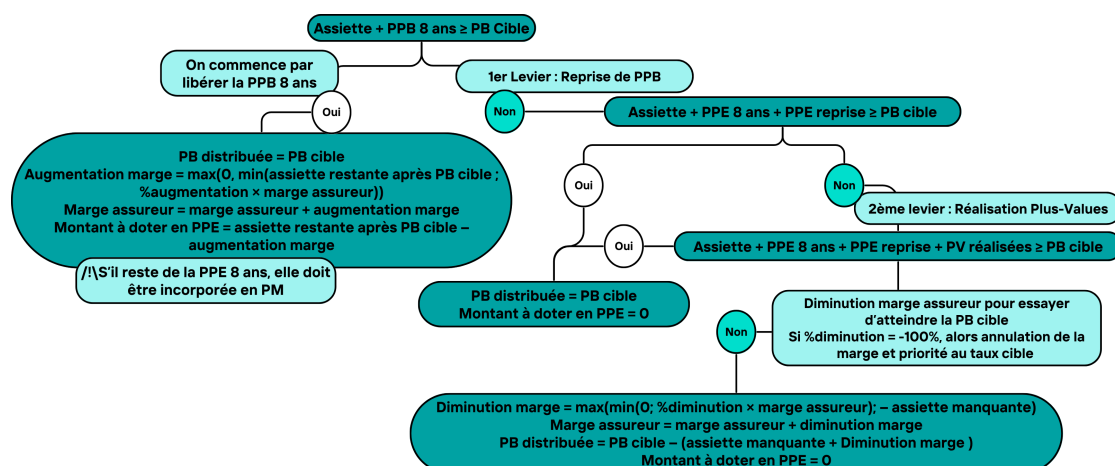 Assiette + PPB 8 ans ≥ PB Cible
On commence par
libérer la PPB 8 ans
1er Levier : Reprise de PPB
Oui
Non
Assiette + PPE 8 ans + PPE reprise ≥ PB cible
PB distribuée = PB cible
Augmentation marge = max(0, min(assiette restante après PB cible ;
%augmentation × marge assureur))
Marge assureur = marge assureur + augmentation marge
Montant à doter en PPE = assiette restante après PB cible –
augmentation marge
/!\S'il reste de la PPE 8 ans, elle doit
être incorporée en PM
Oui
Non
2ème levier : Réalisation Plus-Values
Oui
Assiette + PPE 8 ans + PPE reprise + PV réalisées ≥ PB cible
PB distribuée = PB cible
Montant à doter en PPE = 0
Non
Diminution marge assureur pour essayer
d'atteindre la PB cible
Si %diminution = -100%, alors annulation de la
marge et priorité au taux cible
Diminution marge = max(min(0; %diminution × marge assureur); – assiette manquante)
Marge assureur = marge assureur + diminution marge
PB distribuée = PB cible – (assiette manquante + Diminution marge )
Montant à doter en PPE = 0